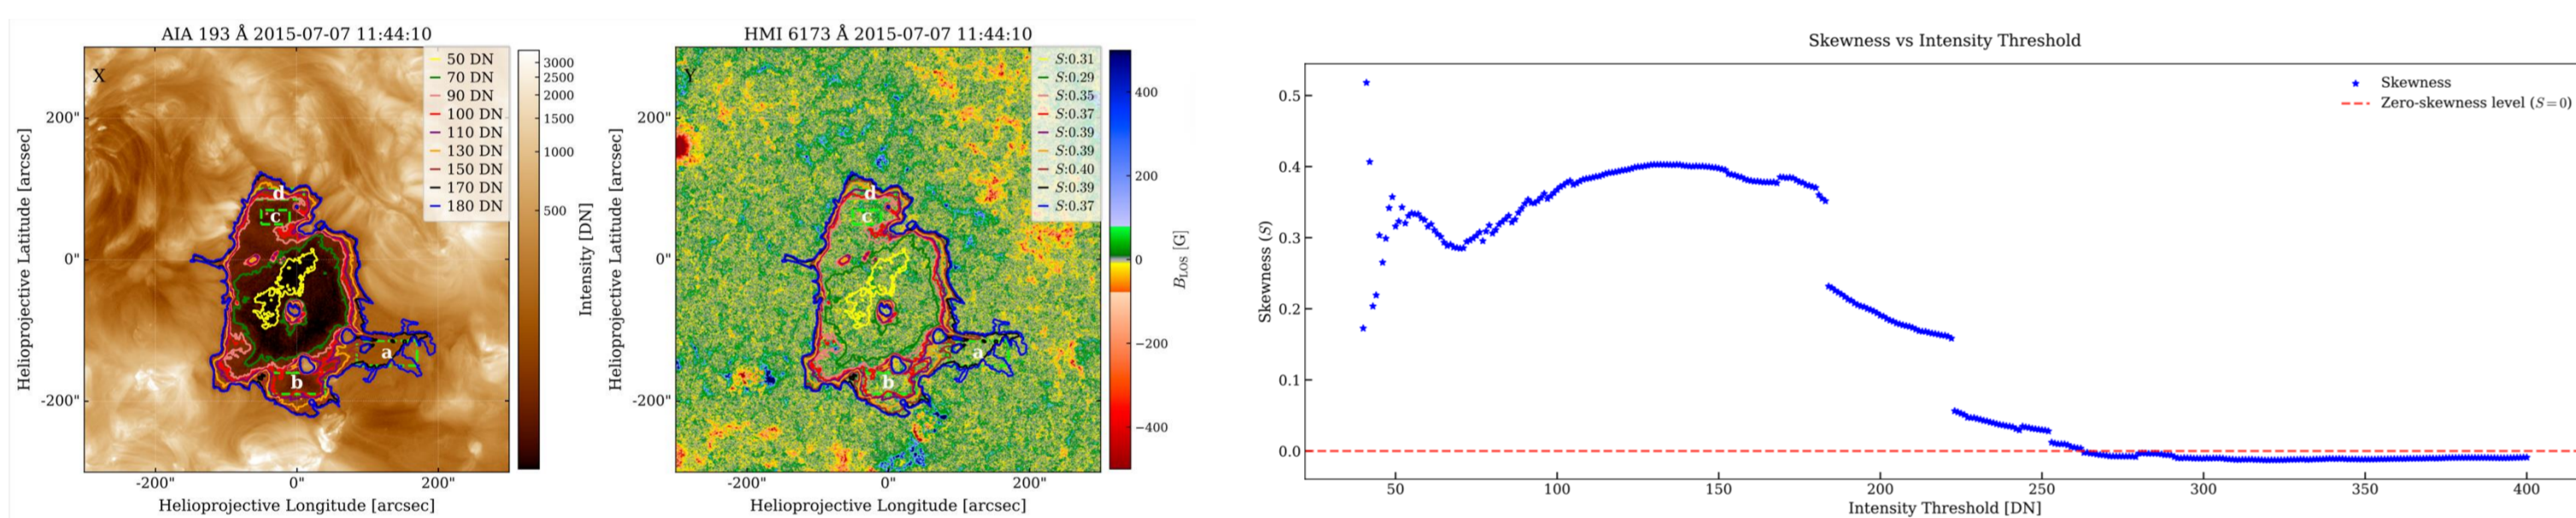 AIA 193 Å 2015-07-07 11:44:10
X
50 DN
70 DN
90 DN
100 DN
110 DN
130 DN
150 DN
170 DN
180 DN
d
c
a
b
200"
0"
-200"
-200"
0"
200"
Helioprojective Latitude [arcsec]
Helioprojective Longitude [arcsec]
3000
2500
2000
1500
1000
500
Intensity [DN]
HMI 6173 Å 2015-07-07 11:44:10
Y
S:0.31
S:0.29
S:0.35
S:0.37
S:0.39
S:0.39
S:0.40
S:0.39
S:0.37
d
c
a
b
200"
0"
-200"
-200"
0"
200"
Helioprojective Latitude [arcsec]
Helioprojective Longitude [arcsec]
400
200
0
−200
−400
B_LOS [G]
Skewness vs Intensity Threshold
Skewness
Zero-skewness level (S = 0)
0.5
0.4
0.3
0.2
0.1
0.0
Skewness (S)
50
100
150
200
250
300
350
400
Intensity Threshold [DN]